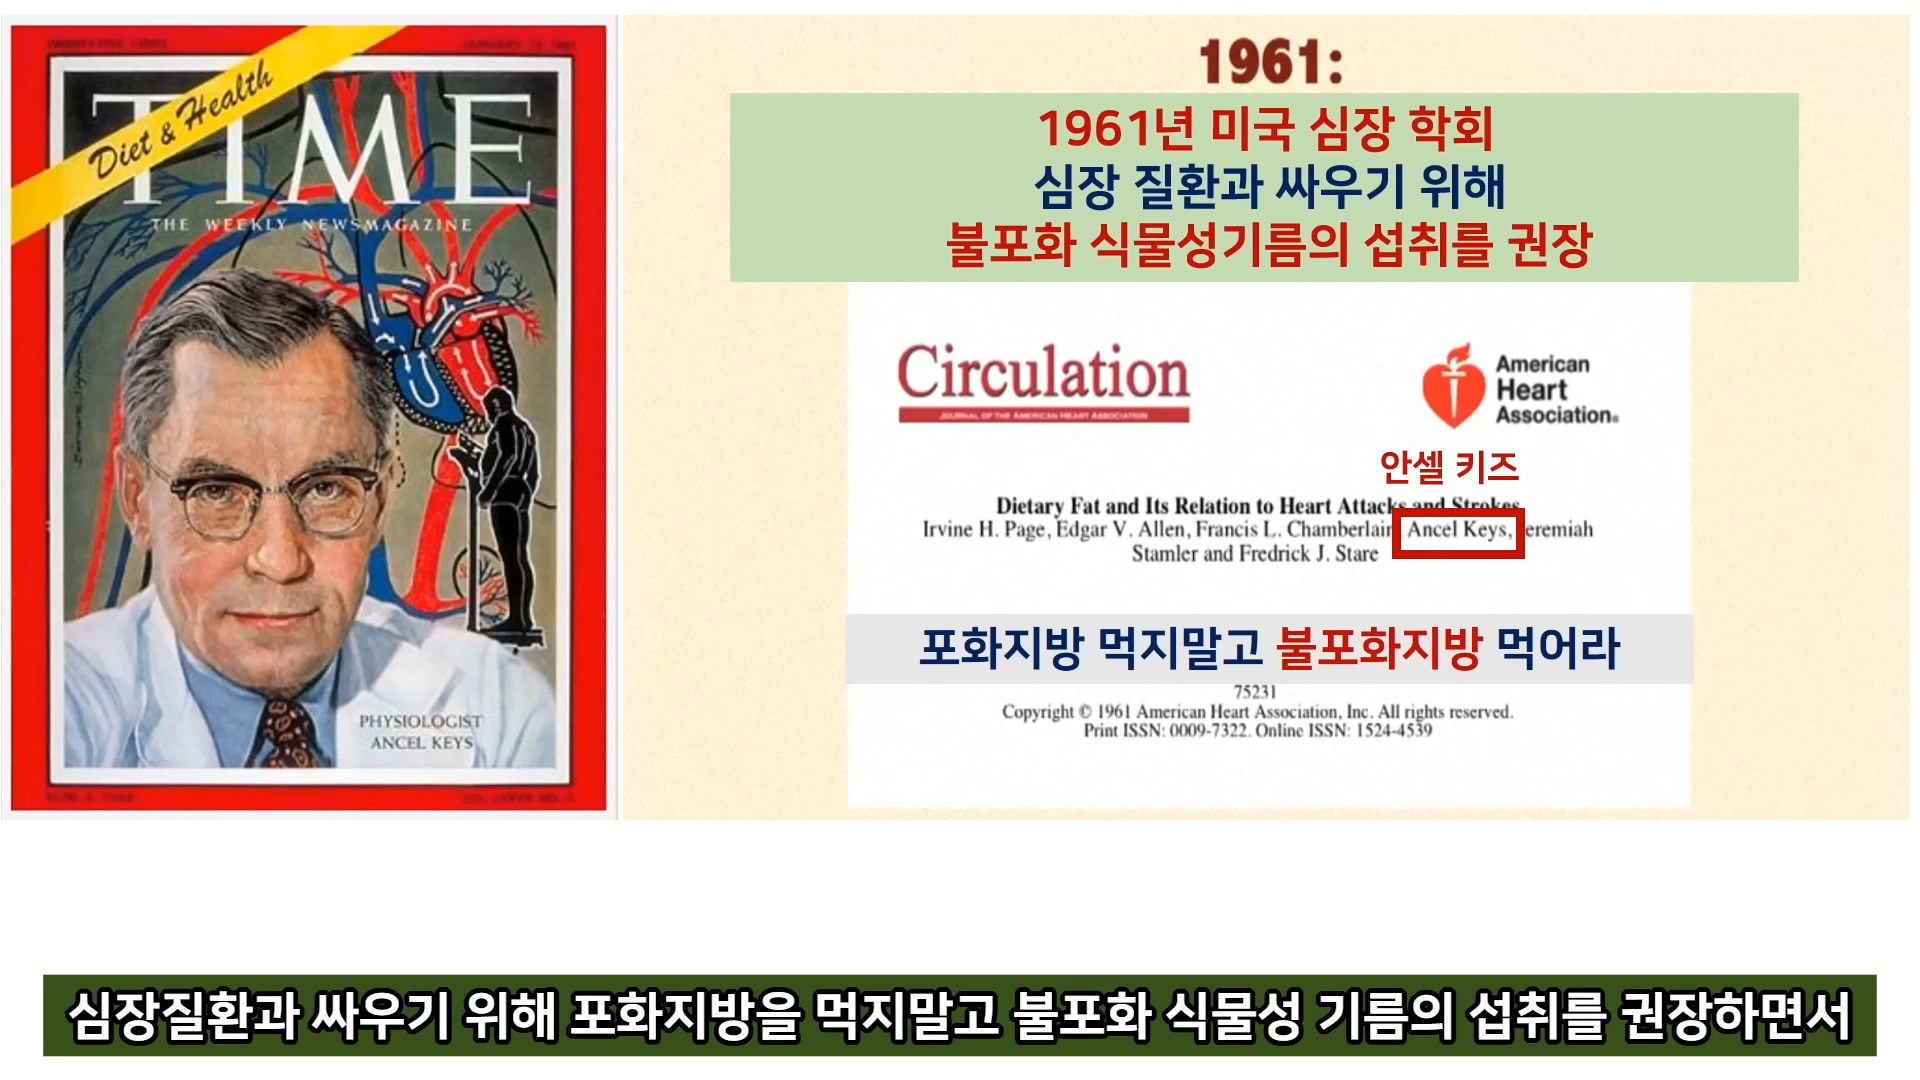 Diet & Health
TIME
THE WEEKLY NEWSMAGAZINE
PHYSIOLOGIST
ANCEL KEYS
1961:
1961년 미국 심장 학회
심장 질환과 싸우기 위해
불포화 식물성기름의 섭취를 권장
Circulation
JOURNAL OF THE AMERICAN HEART ASSOCIATION
American
Heart
Association®
안셀 키즈
Dietary Fat and Its Relation to Heart Attacks and Strokes
Irvine H. Page, Edgar V. Allen, Francis L. Chamberlain Ancel Keys, eremiah
Stamler and Fredrick J. Stare
포화지방 먹지말고 불포화지방 먹어라
75231
Copyright © 1961 American Heart Association, Inc. All rights reserved.
Print ISSN: 0009-7322. Online ISSN: 1524-4539
심장질환과 싸우기 위해 포화지방을 먹지말고 불포화 식물성 기름의 섭취를 권장하면서